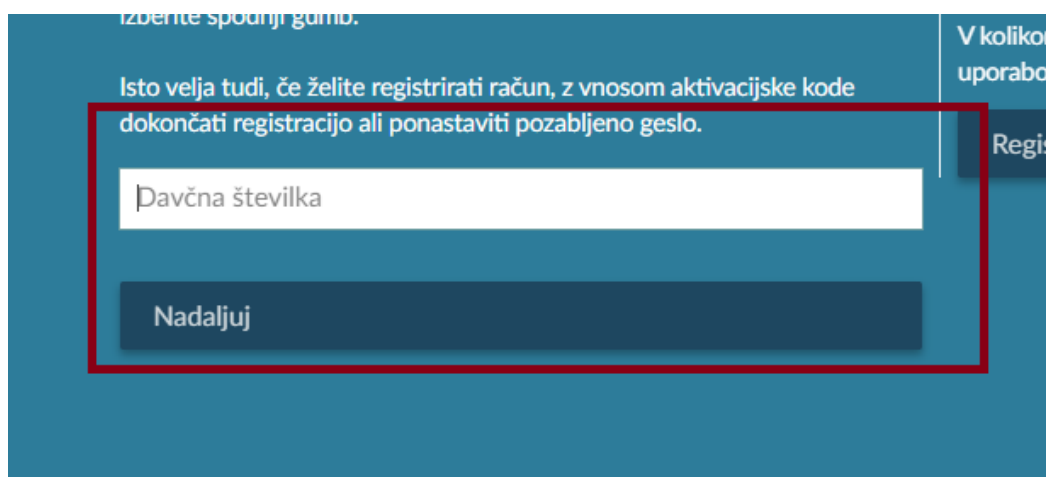 izberite spodnji gumb.
Isto velja tudi, če želite registrirati račun, z vnosom aktivacijske kode
dokončati registracijo ali ponastaviti pozabljeno geslo.
Davčna številka
Nadaljuj
V